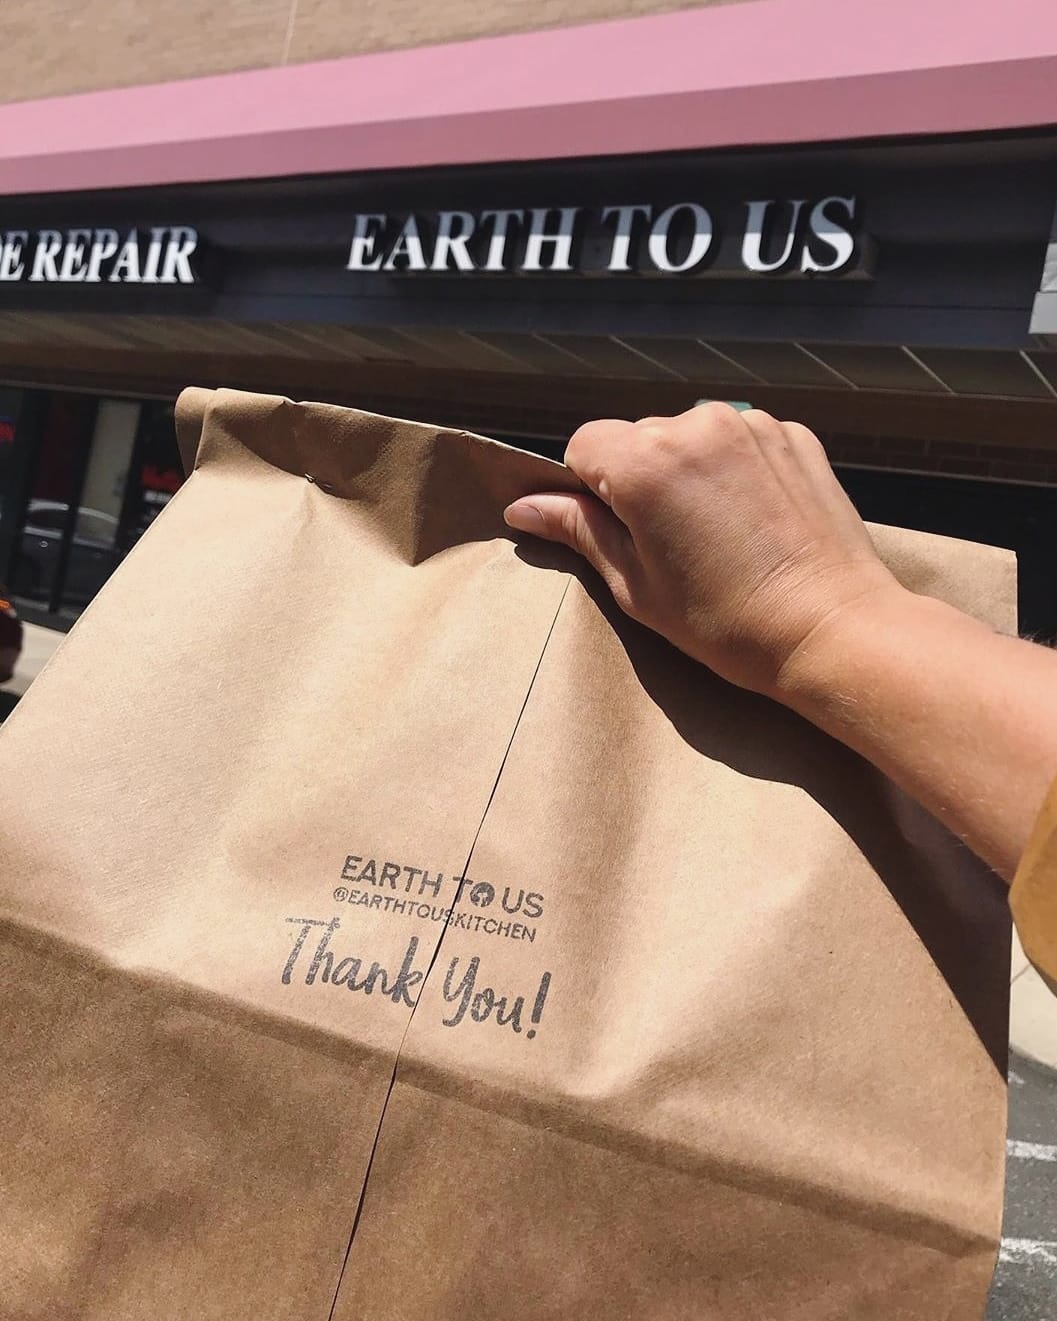 E REPAIR
EARTH TO US
EARTH TO US
@EARTHTOUSKITCHEN
Thank You!